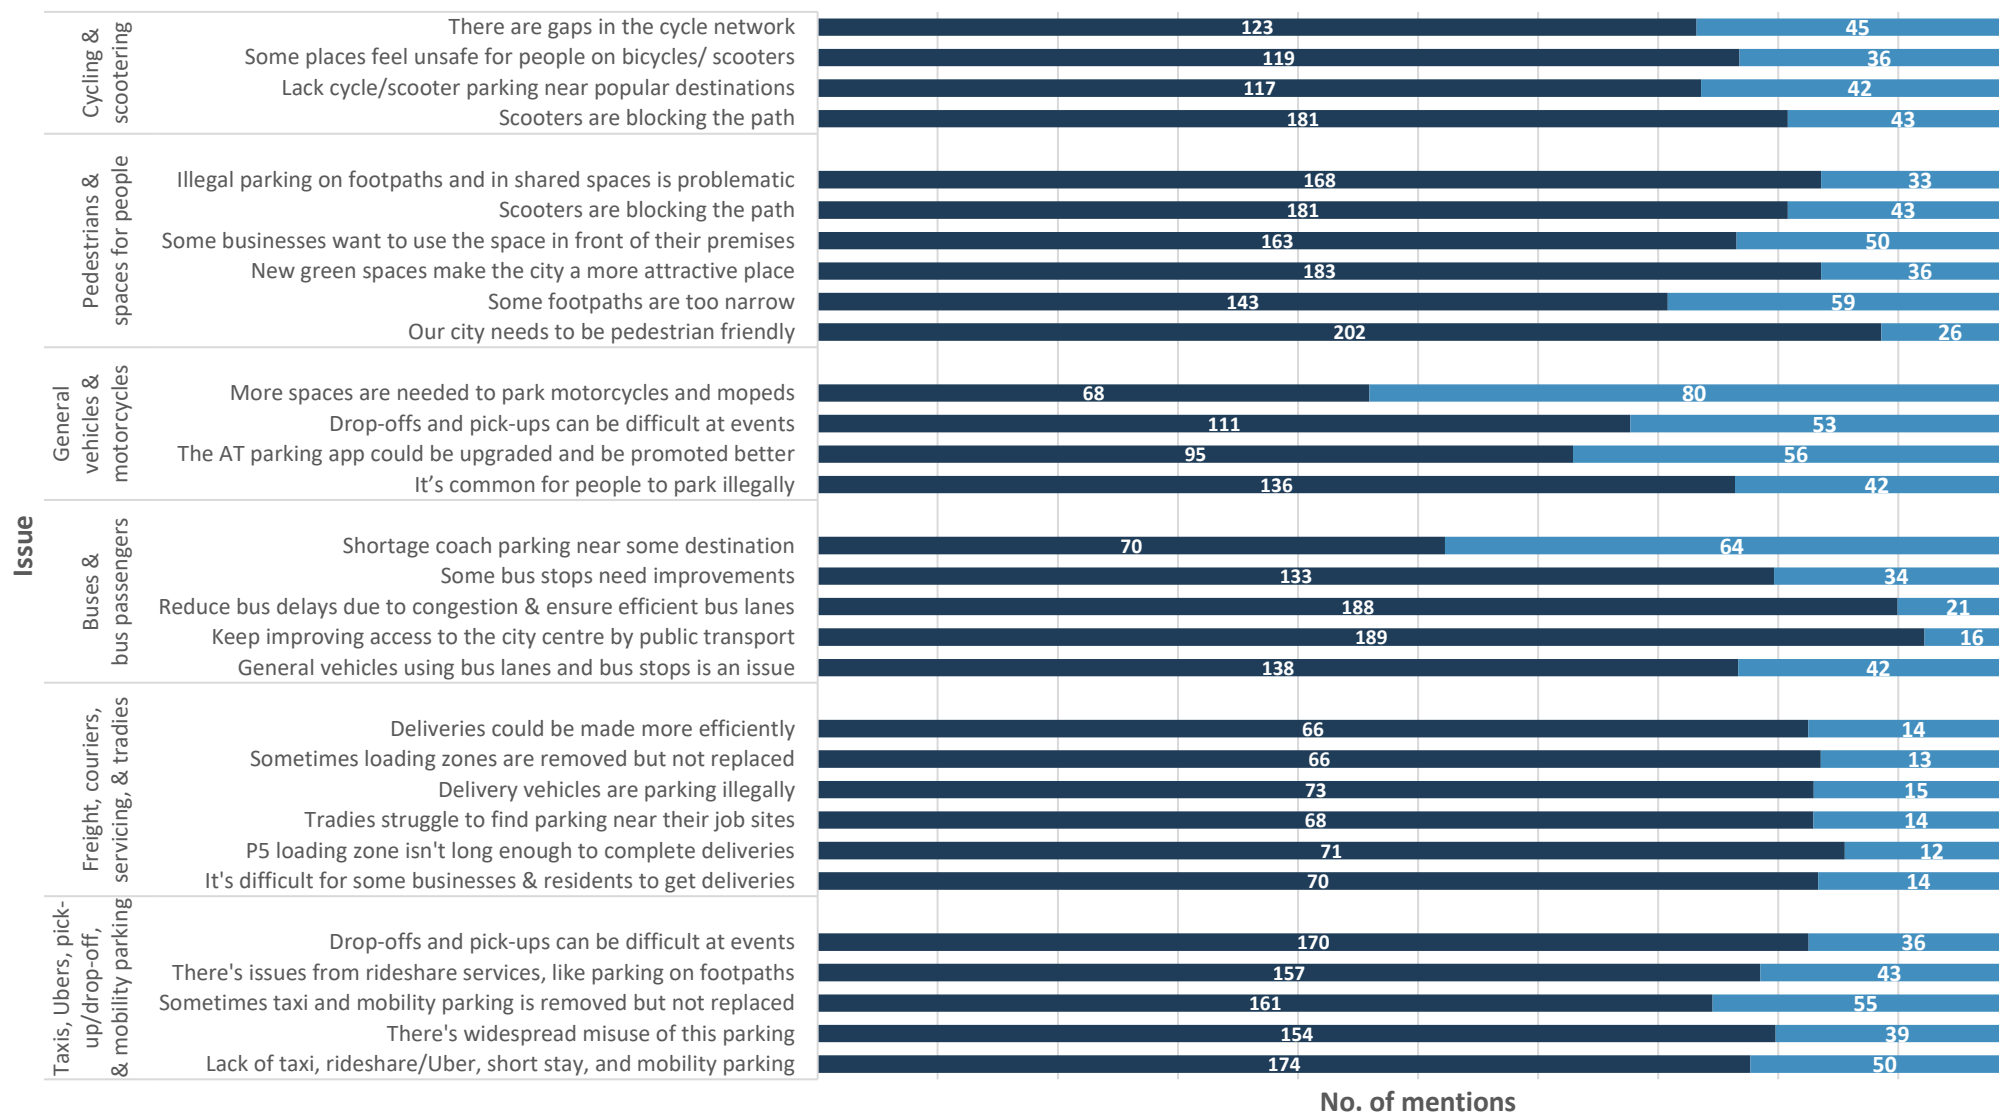 Issue
Cycling &
scootering
There are gaps in the cycle network 123 45
Some places feel unsafe for people on bicycles/ scooters 119 36
Lack cycle/scooter parking near popular destinations 117 42
Scooters are blocking the path 181 43
Pedestrians &
spaces for people
Illegal parking on footpaths and in shared spaces is problematic 168 33
Scooters are blocking the path 181 43
Some businesses want to use the space in front of their premises 163 50
New green spaces make the city a more attractive place 183 36
Some footpaths are too narrow 143 59
Our city needs to be pedestrian friendly 202 26
General
vehicles &
motorcycles
More spaces are needed to park motorcycles and mopeds 68 80
Drop-offs and pick-ups can be difficult at events 111 53
The AT parking app could be upgraded and be promoted better 95 56
It’s common for people to park illegally 136 42
Buses &
bus passengers
Shortage coach parking near some destination 70 64
Some bus stops need improvements 133 34
Reduce bus delays due to congestion & ensure efficient bus lanes 188 21
Keep improving access to the city centre by public transport 189 16
General vehicles using bus lanes and bus stops is an issue 138 42
Freight, couriers,
servicing, & tradies
Deliveries could be made more efficiently 66 14
Sometimes loading zones are removed but not replaced 66 13
Delivery vehicles are parking illegally 73 15
Tradies struggle to find parking near their job sites 68 14
P5 loading zone isn't long enough to complete deliveries 71 12
It's difficult for some businesses & residents to get deliveries 70 14
Taxis, Ubers, pick-
up/drop-off,
& mobility parking
Drop-offs and pick-ups can be difficult at events 170 36
There's issues from rideshare services, like parking on footpaths 157 43
Sometimes taxi and mobility parking is removed but not replaced 161 55
There's widespread misuse of this parking 154 39
Lack of taxi, rideshare/Uber, short stay, and mobility parking 174 50
No. of mentions